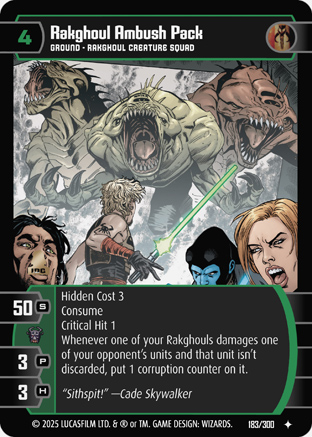 4 Rakghoul Ambush Pack
GROUND - RAKGHOUL CREATURE SQUAD
50 S
3 P
3 H
Hidden Cost 3
Consume
Critical Hit 1
Whenever one of your Rakghouls damages one
of your opponent's units and that unit isn't
discarded, put 1 corruption counter on it.
"Sithspit!" —Cade Skywalker
© 2025 LUCASFILM LTD. & ® or TM. GAME DESIGN: WIZARDS. 183/300